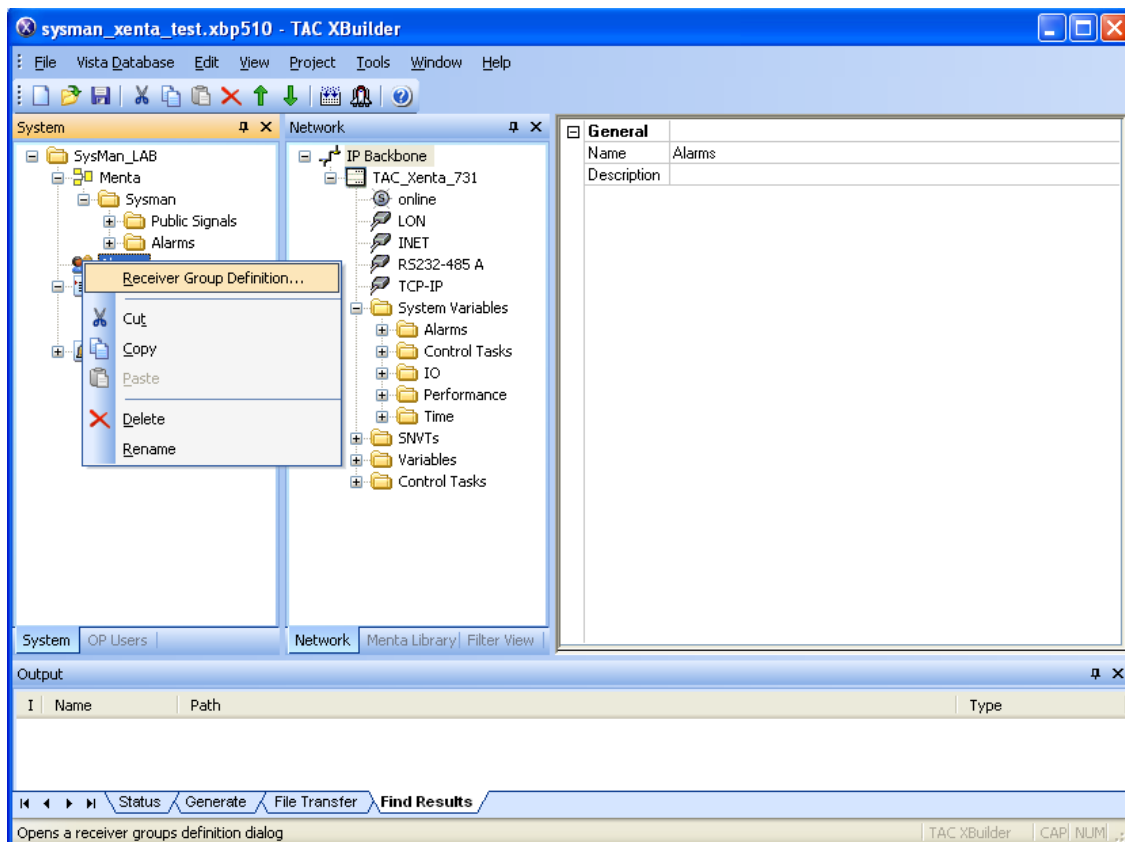 sysman_xenta_test.xbp510 - TAC XBuilder
File Vista Database Edit View Project Tools Window Help
System
SysMan_LAB
Menta
Sysman
Public Signals
Alarms
Receiver Group Definition...
Cut
Copy
Paste
Delete
Rename
System OP Users
Network
IP Backbone
TAC_Xenta_731
online
LON
INET
RS232-485 A
TCP-IP
System Variables
Alarms
Control Tasks
IO
Performance
Time
SNVTs
Variables
Control Tasks
Network Menta Library Filter View
General
Name Alarms
Description
Output
I Name Path Type
Status Generate File Transfer Find Results
Opens a receiver groups definition dialog TAC XBuilder CAP NUM